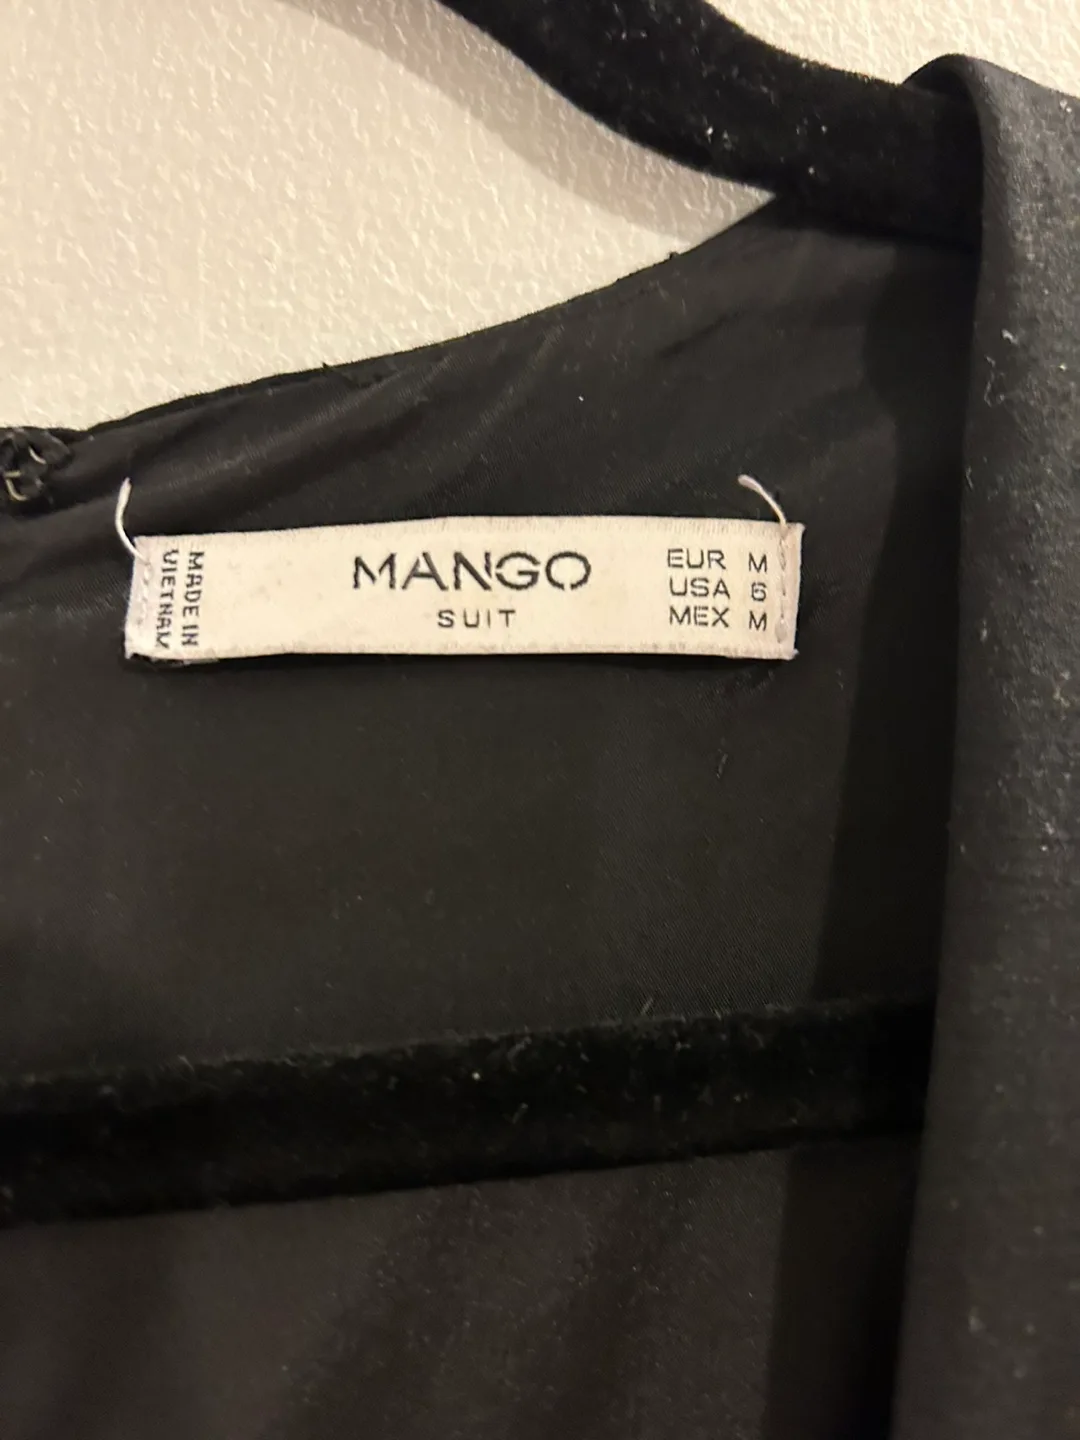 MADE IN
VIETNAM
MANGO
SUIT
EUR M
USA 6
MEX M